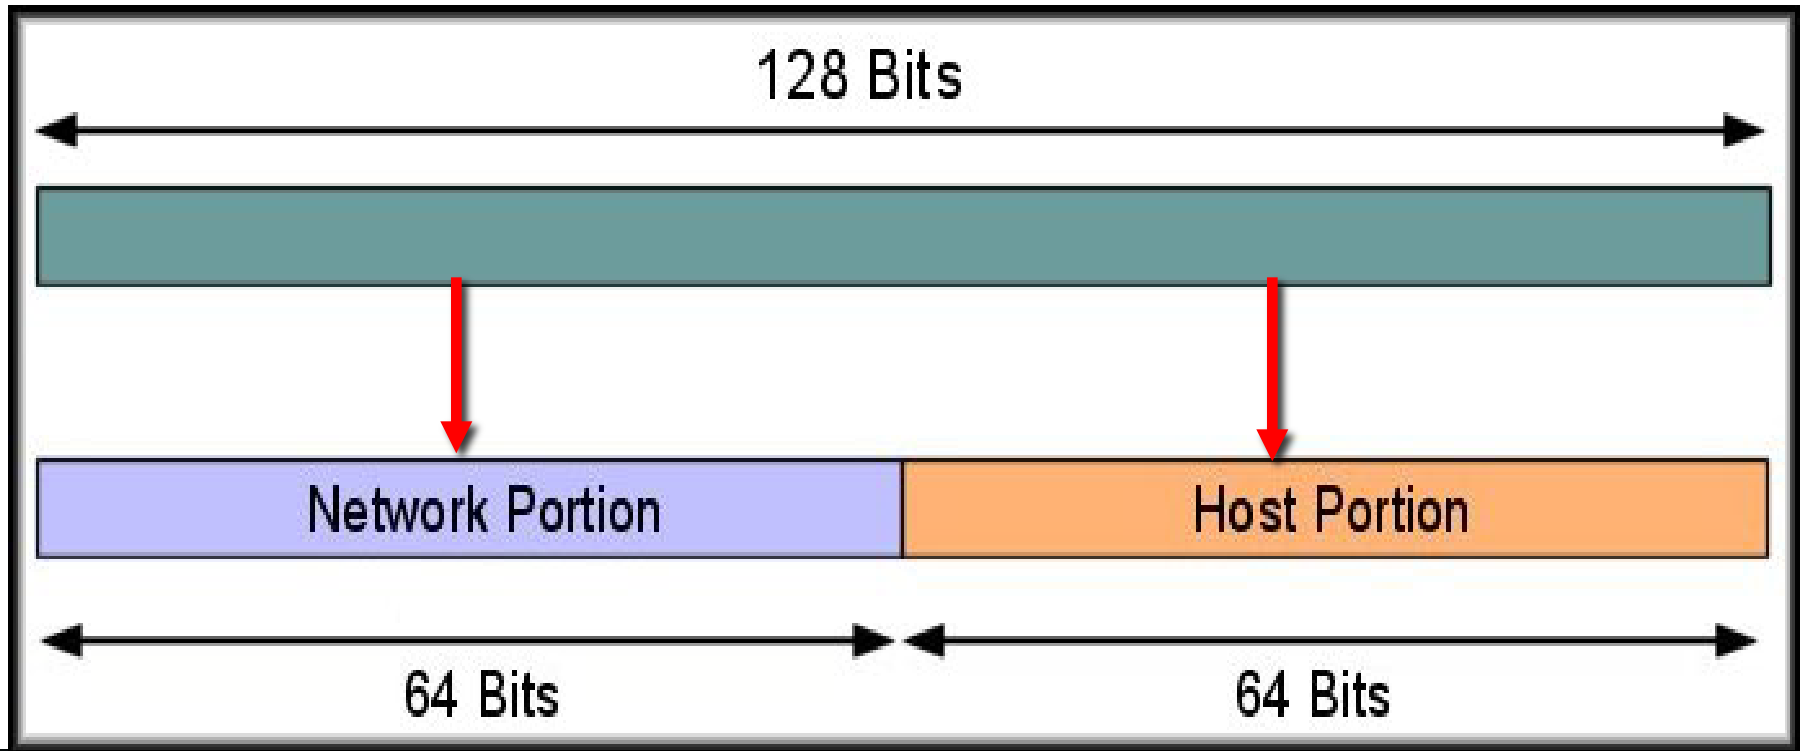 128 Bits
Network Portion
Host Portion
64 Bits
64 Bits